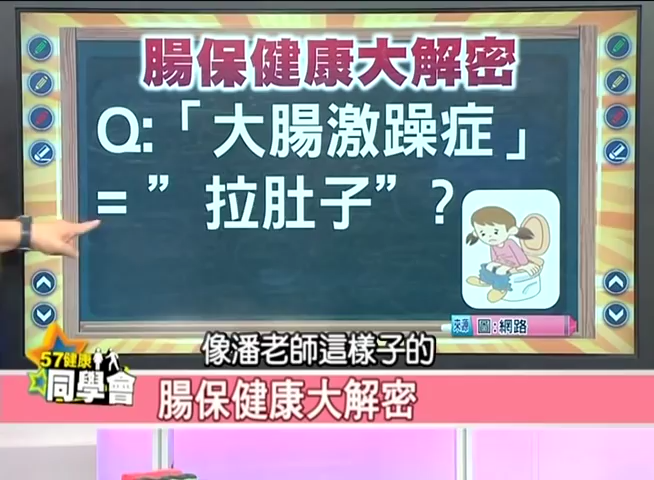 腸保健康大解密
Q:「大腸激躁症」
=”拉肚子”?
來源 圖:網路
像潘老師這樣子的
57健康
同學會
腸保健康大解密